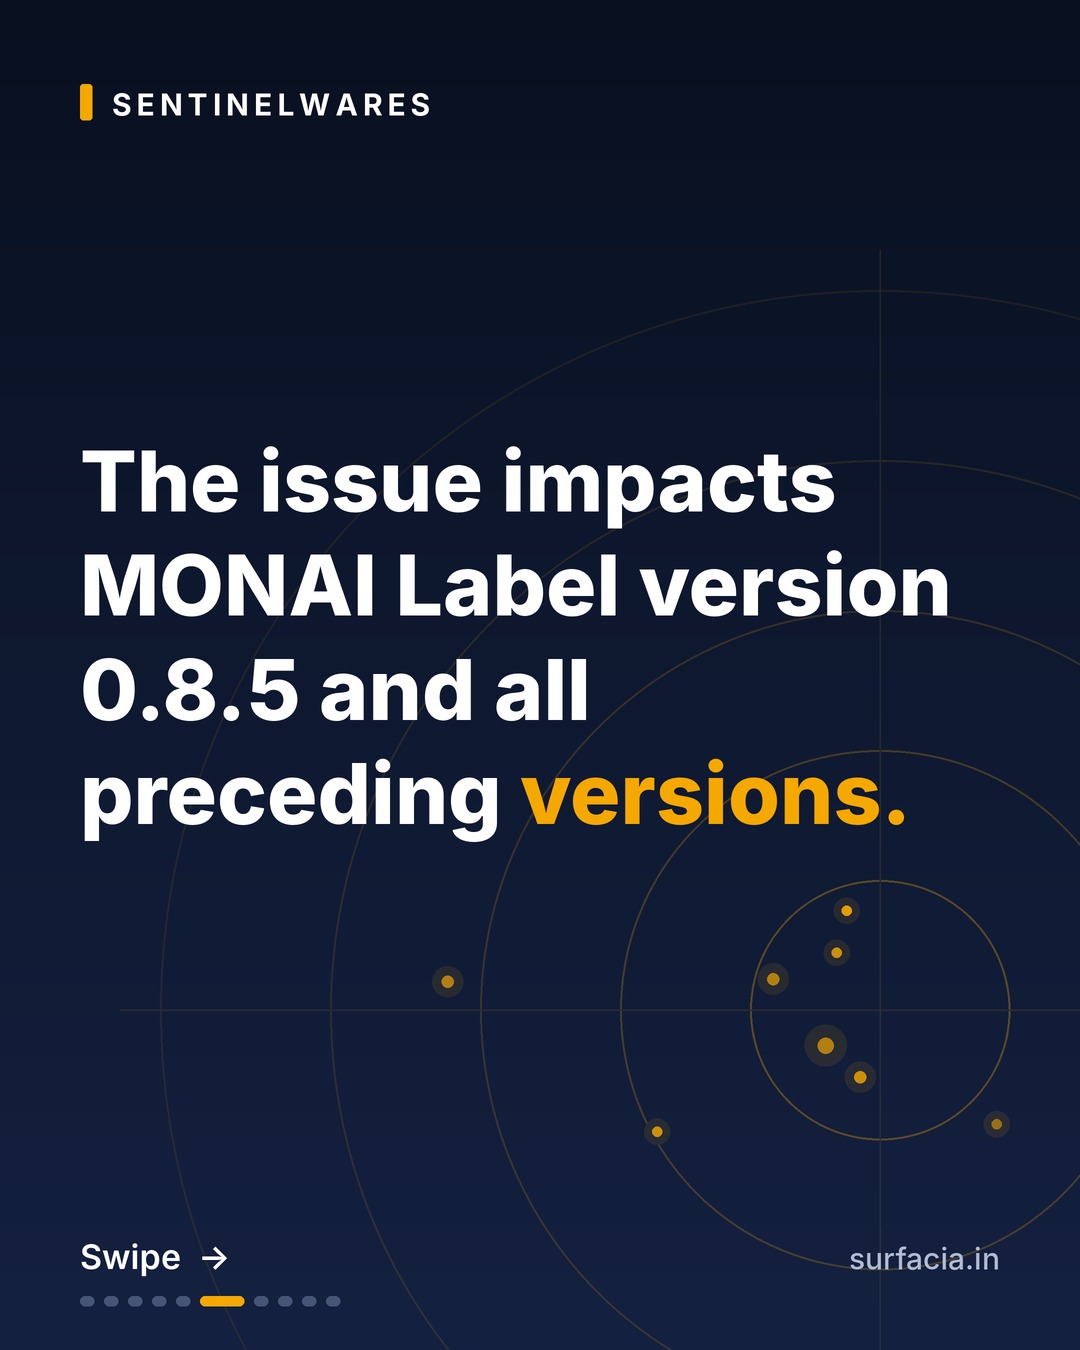 SENTINELWARES
The issue impacts
MONAI Label version
0.8.5 and all
preceding versions.
Swipe →
surfacia.in